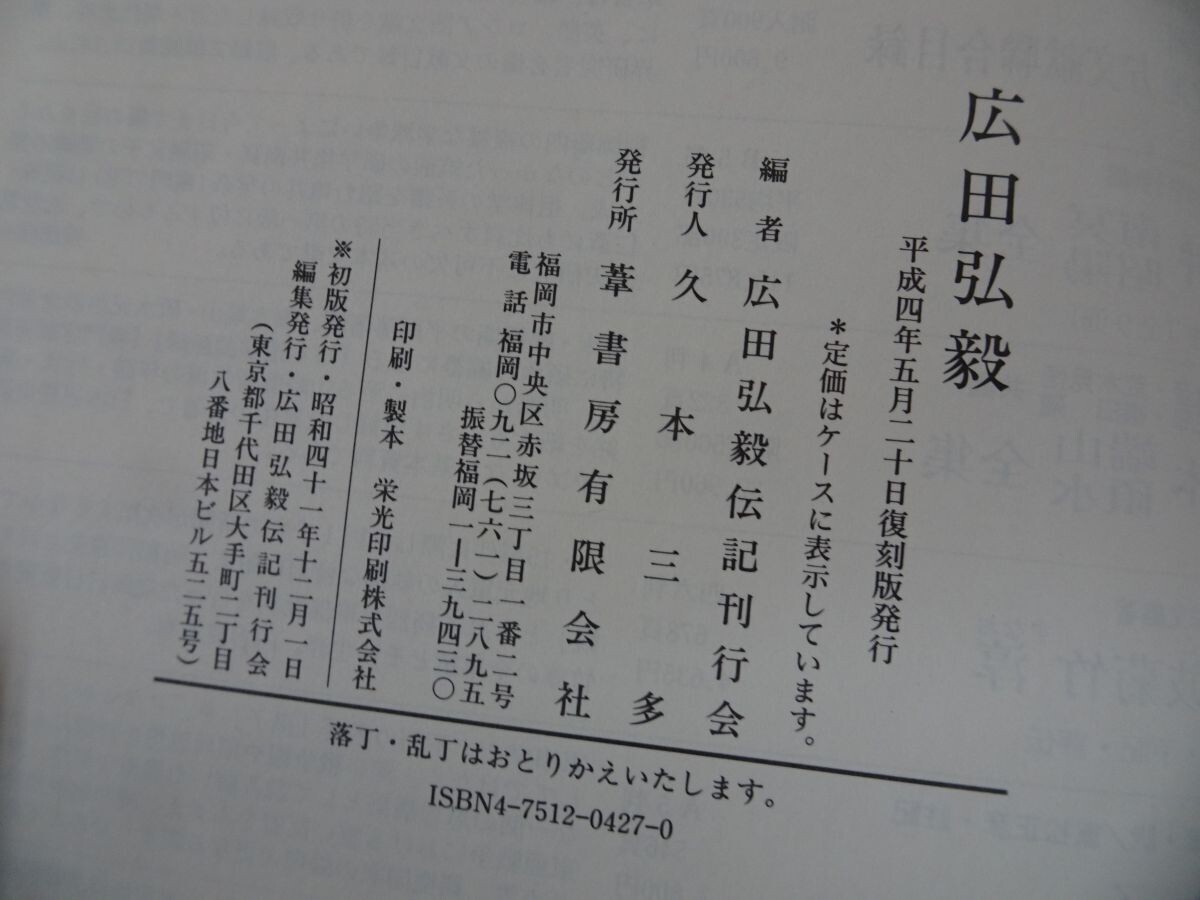 広田弘毅
平成四年五月二十日復刻版発行
*定価はケースに表示しています。
編者 広田弘毅伝記刊行会
発行人 久本三多
発行所 葦書房有限会社
福岡市中央区赤坂三丁目一番二号
電話 福岡〇九二(七六一)二八九五
振替福岡一―三九四三〇
印刷・製本 栄光印刷株式会社
※初版発行・昭和四十一年十二月一日
編集発行・広田弘毅伝記刊行会
(東京都千代田区大手町二丁目
八番地日本ビル五二五号)
落丁・乱丁はおとりかえいたします。
ISBN4-7512-0427-0